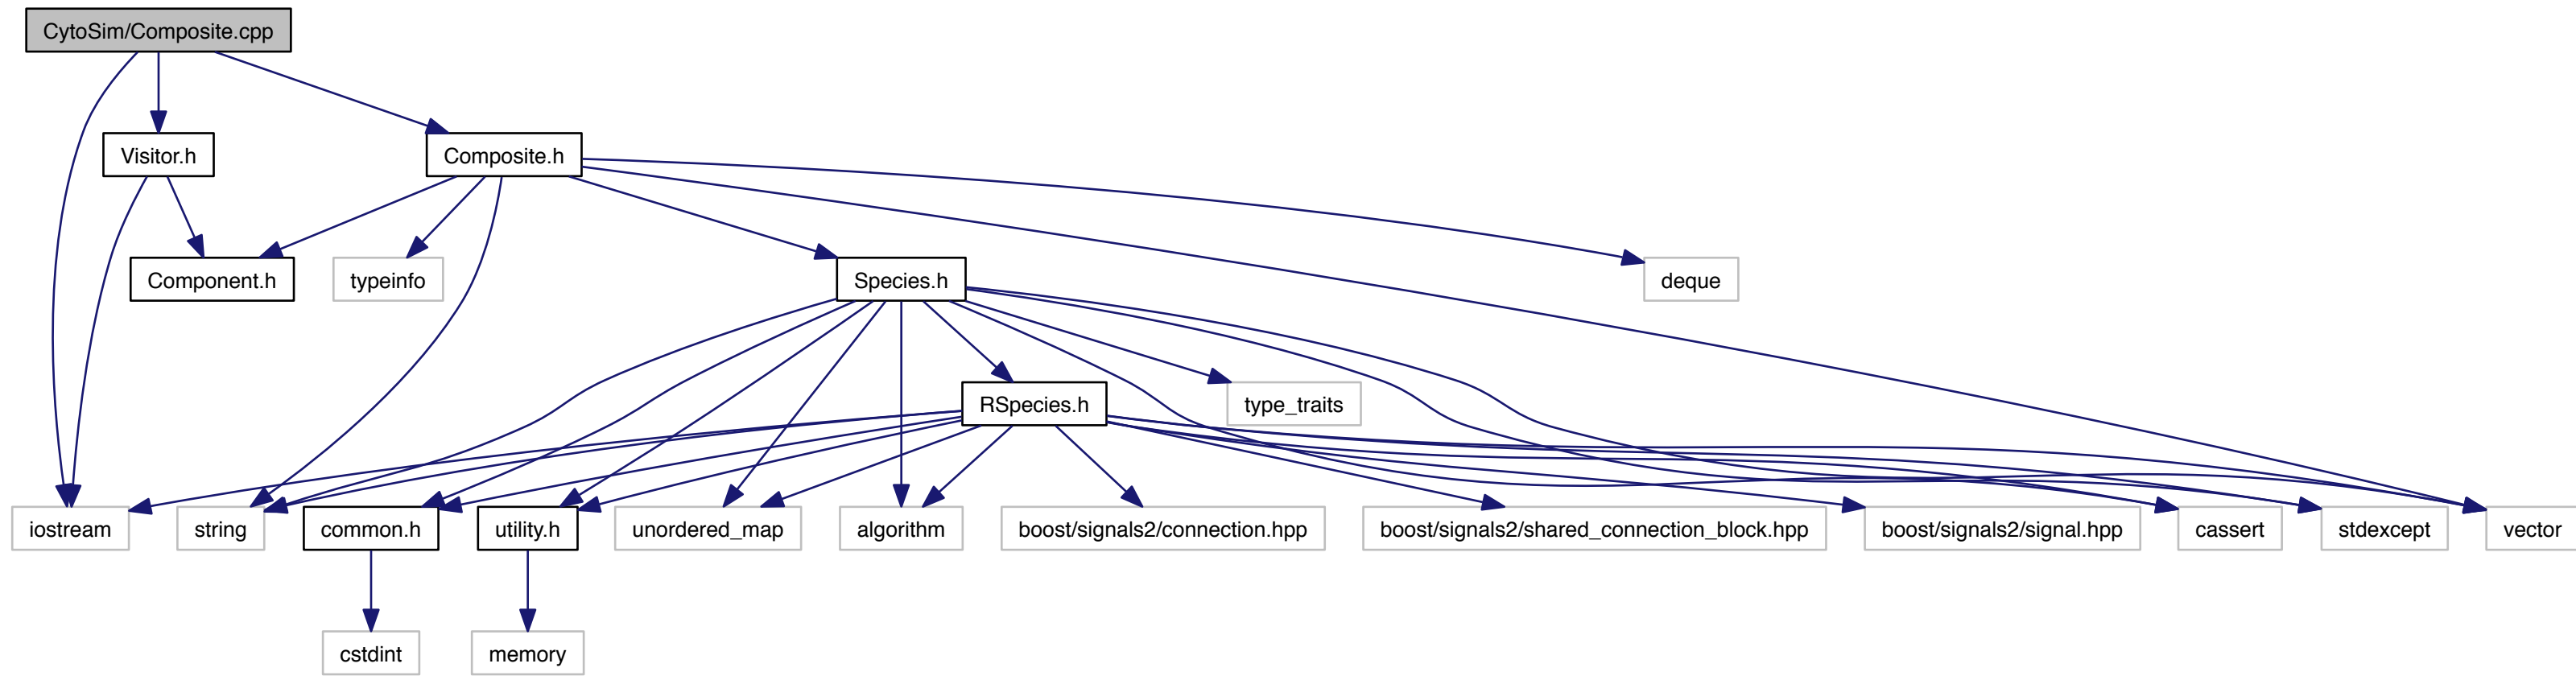 CytoSim/Composite.cpp
Visitor.h
Composite.h
Component.h
typeinfo
Species.h
deque
RSpecies.h
type_traits
iostream
string
common.h
utility.h
unordered_map
algorithm
boost/signals2/connection.hpp
boost/signals2/shared_connection_block.hpp
boost/signals2/signal.hpp
cassert
stdexcept
vector
cstdint
memory